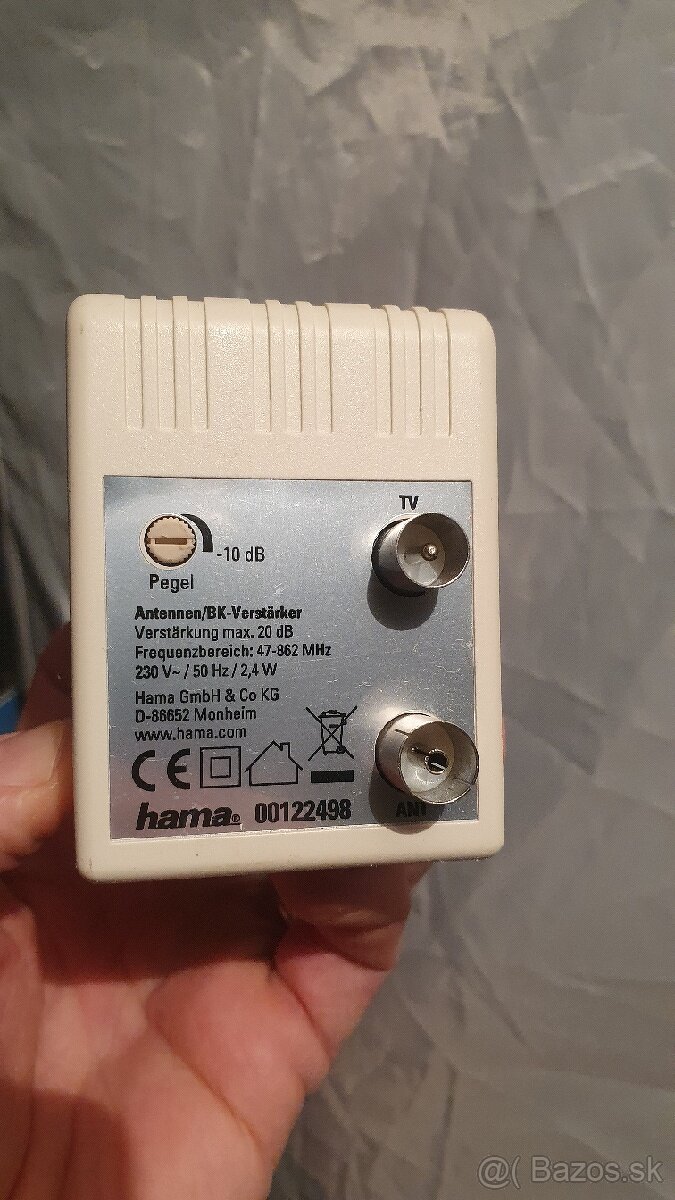 TV
-10 dB
Pegel
Antennen/BK-Verstärker
Verstärkung max. 20 dB
Frequenzbereich: 47-862 MHz
230 V~ / 50 Hz / 2,4 W
Hama GmbH & Co KG
D-86652 Monheim
www.hama.com
CE
hama® 00122498
ANT
@( Bazos.sk